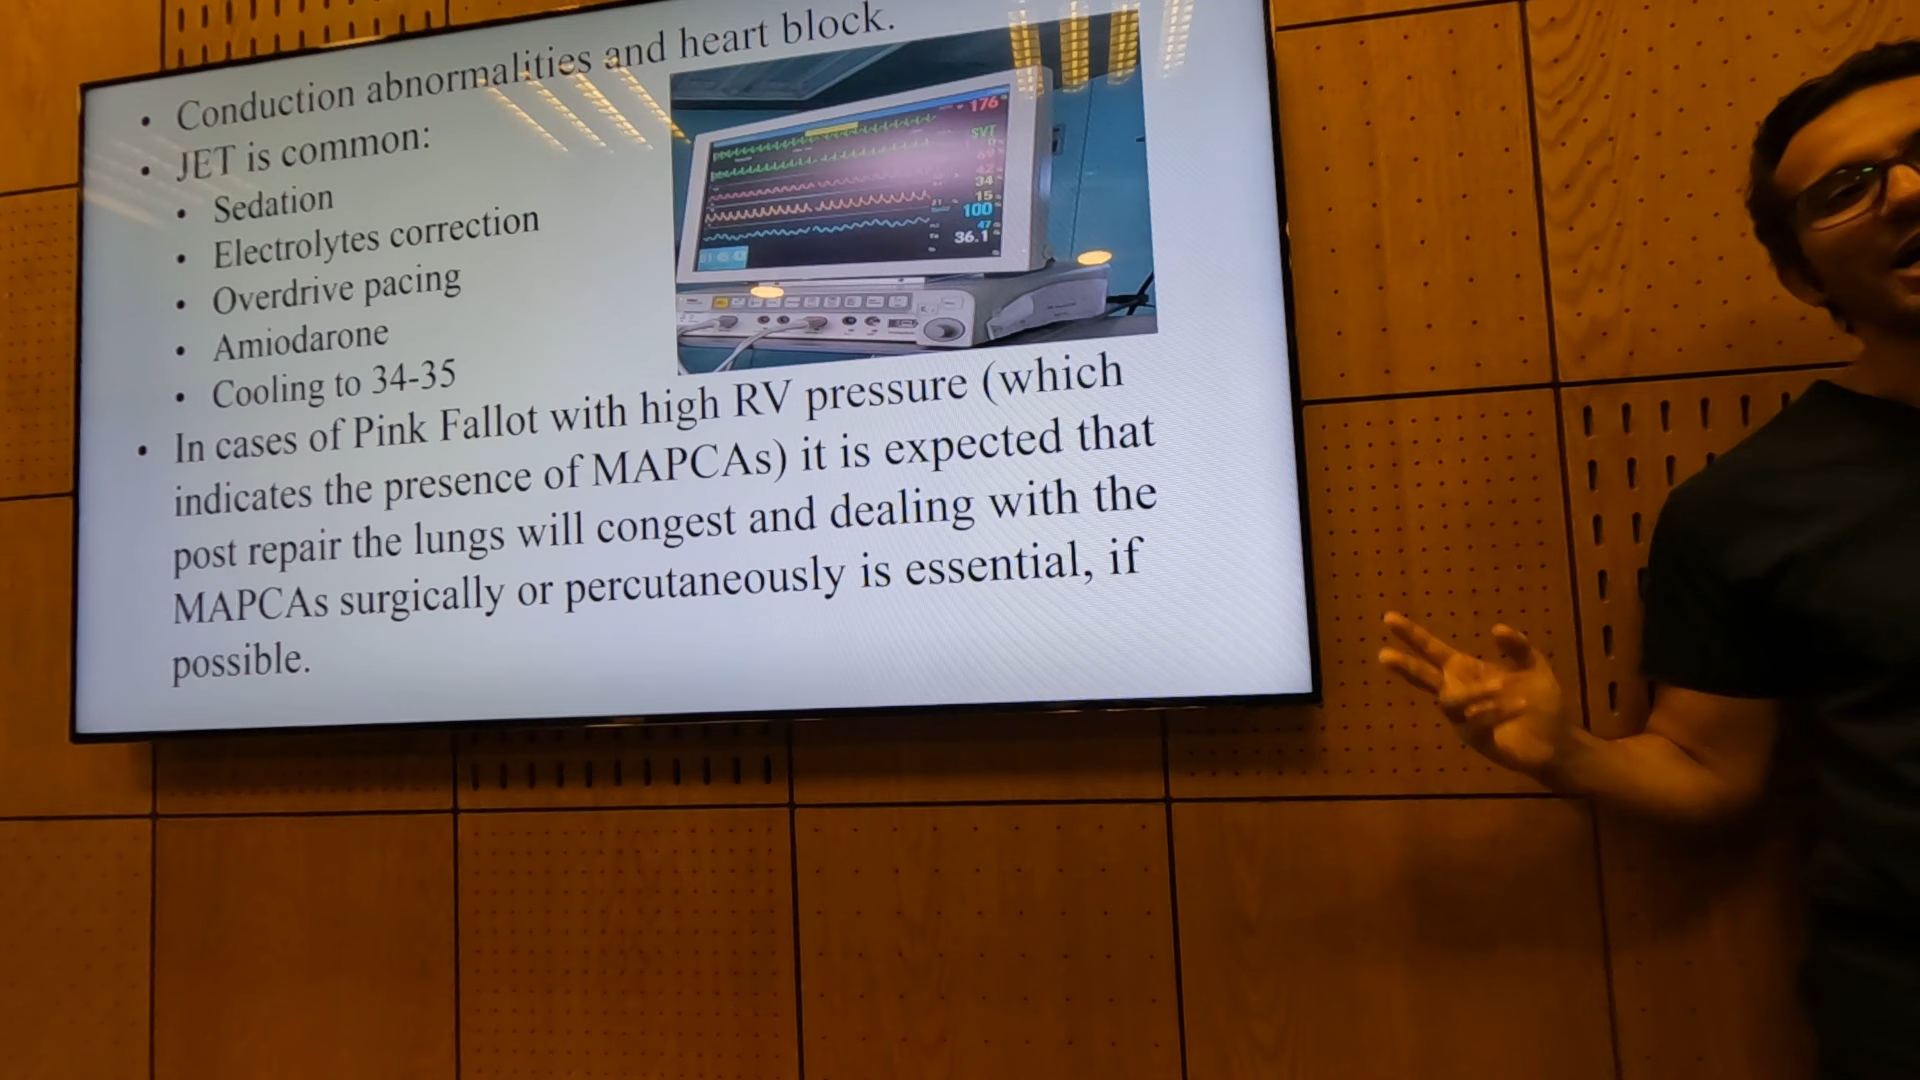 • Conduction abnormalities and heart block.
• JET is common:
• Sedation
• Electrolytes correction
• Overdrive pacing
• Amiodarone
• Cooling to 34-35
• In cases of Pink Fallot with high RV pressure (which
indicates the presence of MAPCAs) it is expected that
post repair the lungs will congest and dealing with the
MAPCAs surgically or percutaneously is essential, if
possible.
176
SVT
34
15
100
47
36.1